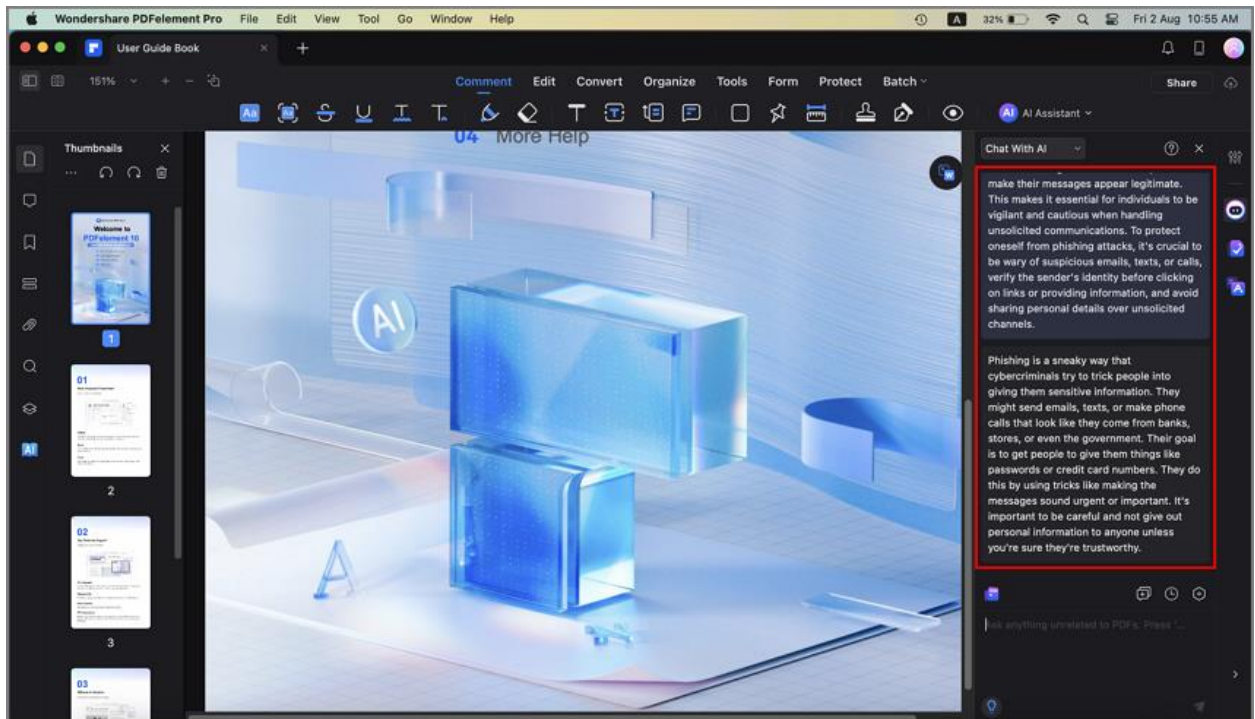 Wondershare PDFelement Pro File Edit View Tool Go Window Help
A 32% Fri 2 Aug 10:55 AM
User Guide Book
151%
Comment Edit Convert Organize Tools Form Protect Batch
Share
AI AI Assistant
Thumbnails
Welcome to
PDFelement 10
1
01
2
02
3
03
AI
04 More Help
AI
A
Chat With AI
make their messages appear legitimate.
This makes it essential for individuals to be
vigilant and cautious when handling
unsolicited communications. To protect
oneself from phishing attacks, it's crucial to
be wary of suspicious emails, texts, or calls,
verify the sender's identity before clicking
on links or providing information, and avoid
sharing personal details over unsolicited
channels.
Phishing is a sneaky way that
cybercriminals try to trick people into
giving them sensitive information. They
might send emails, texts, or make phone
calls that look like they come from banks,
stores, or even the government. Their goal
is to get people to give them things like
passwords or credit card numbers. They do
this by using tricks like making the
messages sound urgent or important. It's
important to be careful and not give out
personal information to anyone unless
you're sure they're trustworthy.
Ask anything unrelated to PDFs. Press '...